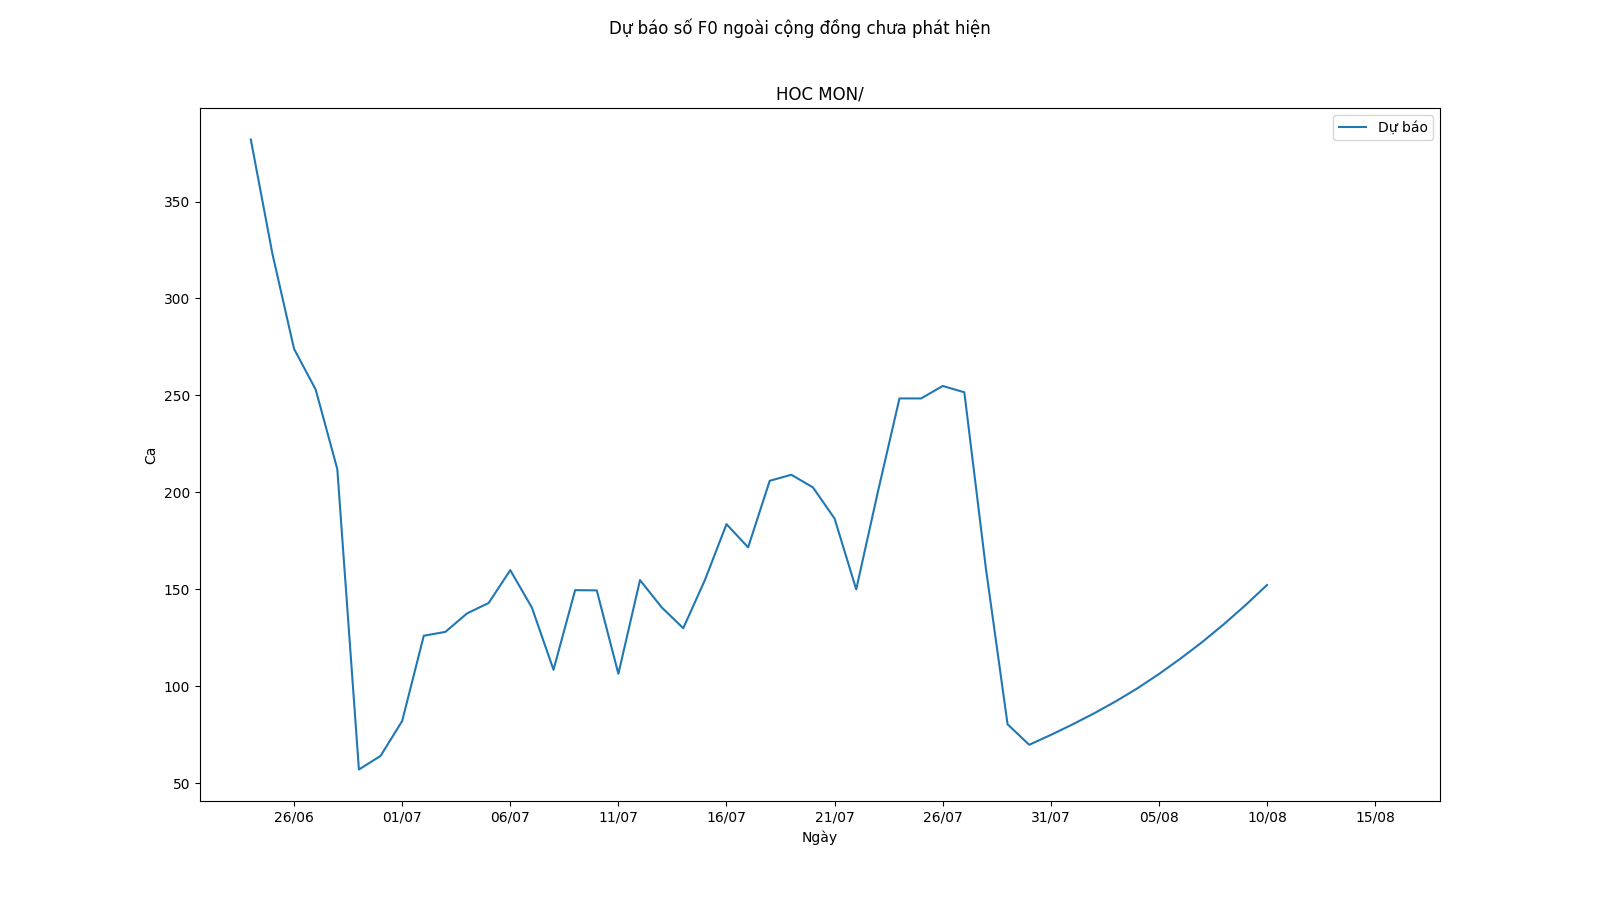 Dự báo số F0 ngoài cộng đồng chưa phát hiện
HOC MON/
Dự báo
350
300
250
200
150
100
50
Ca
26/06 01/07 06/07 11/07 16/07 21/07 26/07 31/07 05/08 10/08 15/08
Ngày